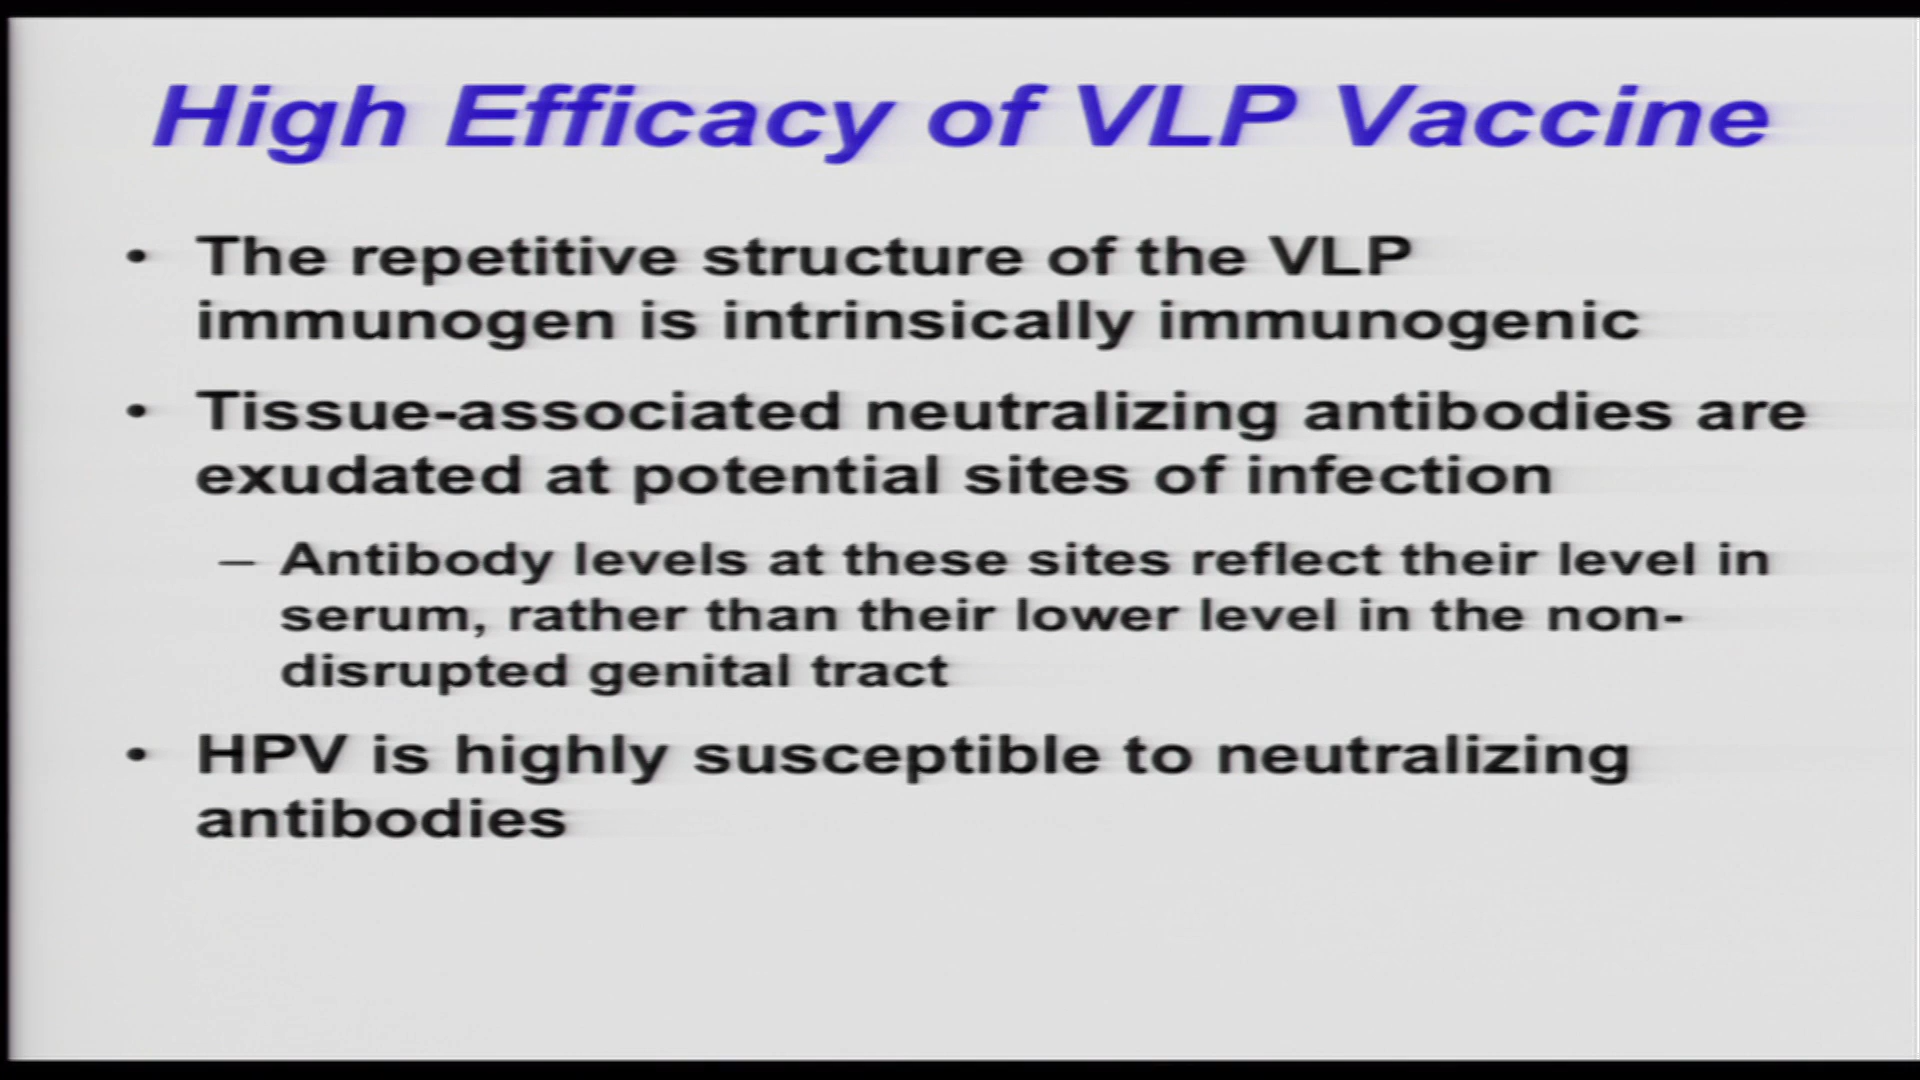 High Efficacy of VLP Vaccine
• The repetitive structure of the VLP
immunogen is intrinsically immunogenic
• Tissue-associated neutralizing antibodies are
exudated at potential sites of infection
– Antibody levels at these sites reflect their level in
serum, rather than their lower level in the non-
disrupted genital tract
• HPV is highly susceptible to neutralizing
antibodies